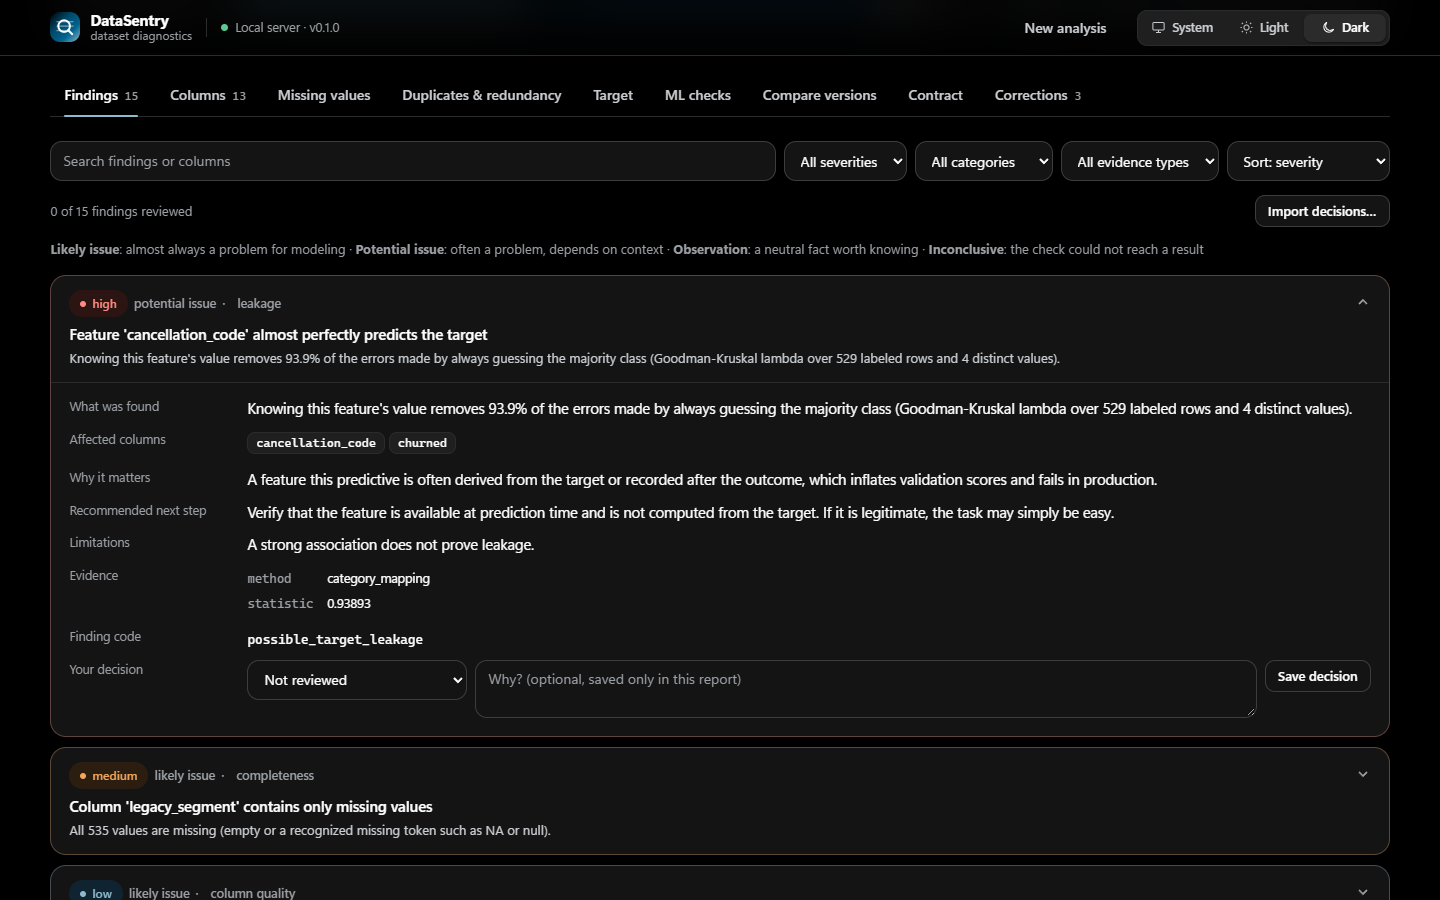 DataSentry
dataset diagnostics
Local server · v0.1.0
New analysis
System
Light
Dark
Findings 15
Columns 13
Missing values
Duplicates & redundancy
Target
ML checks
Compare versions
Contract
Corrections 3
Search findings or columns
All severities
All categories
All evidence types
Sort: severity
0 of 15 findings reviewed
Import decisions...
Likely issue: almost always a problem for modeling · Potential issue: often a problem, depends on context · Observation: a neutral fact worth knowing · Inconclusive: the check could not reach a result
high potential issue · leakage
Feature 'cancellation_code' almost perfectly predicts the target
Knowing this feature's value removes 93.9% of the errors made by always guessing the majority class (Goodman-Kruskal lambda over 529 labeled rows and 4 distinct values).
What was found
Knowing this feature's value removes 93.9% of the errors made by always guessing the majority class (Goodman-Kruskal lambda over 529 labeled rows and 4 distinct values).
Affected columns
cancellation_code churned
Why it matters
A feature this predictive is often derived from the target or recorded after the outcome, which inflates validation scores and fails in production.
Recommended next step
Verify that the feature is available at prediction time and is not computed from the target. If it is legitimate, the task may simply be easy.
Limitations
A strong association does not prove leakage.
Evidence
method category_mapping
statistic 0.93893
Finding code
possible_target_leakage
Your decision
Not reviewed
Why? (optional, saved only in this report)
Save decision
medium likely issue · completeness
Column 'legacy_segment' contains only missing values
All 535 values are missing (empty or a recognized missing token such as NA or null).
low likely issue · column quality